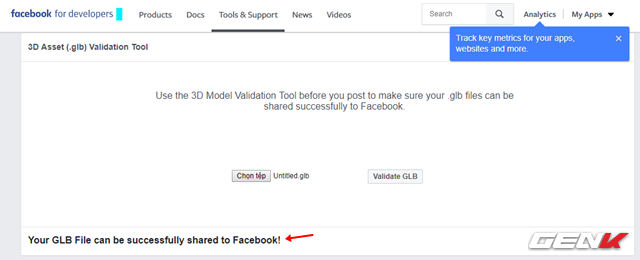 facebook for developers
Products Docs Tools & Support News Videos
Search
Analytics My Apps
Track key metrics for your apps,
websites and more.
3D Asset (.glb) Validation Tool
Use the 3D Model Validation Tool before you post to make sure your .glb files can be
shared successfully to Facebook.
Chọn tệp Untitled.glb Validate GLB
Your GLB File can be successfully shared to Facebook!
GENK